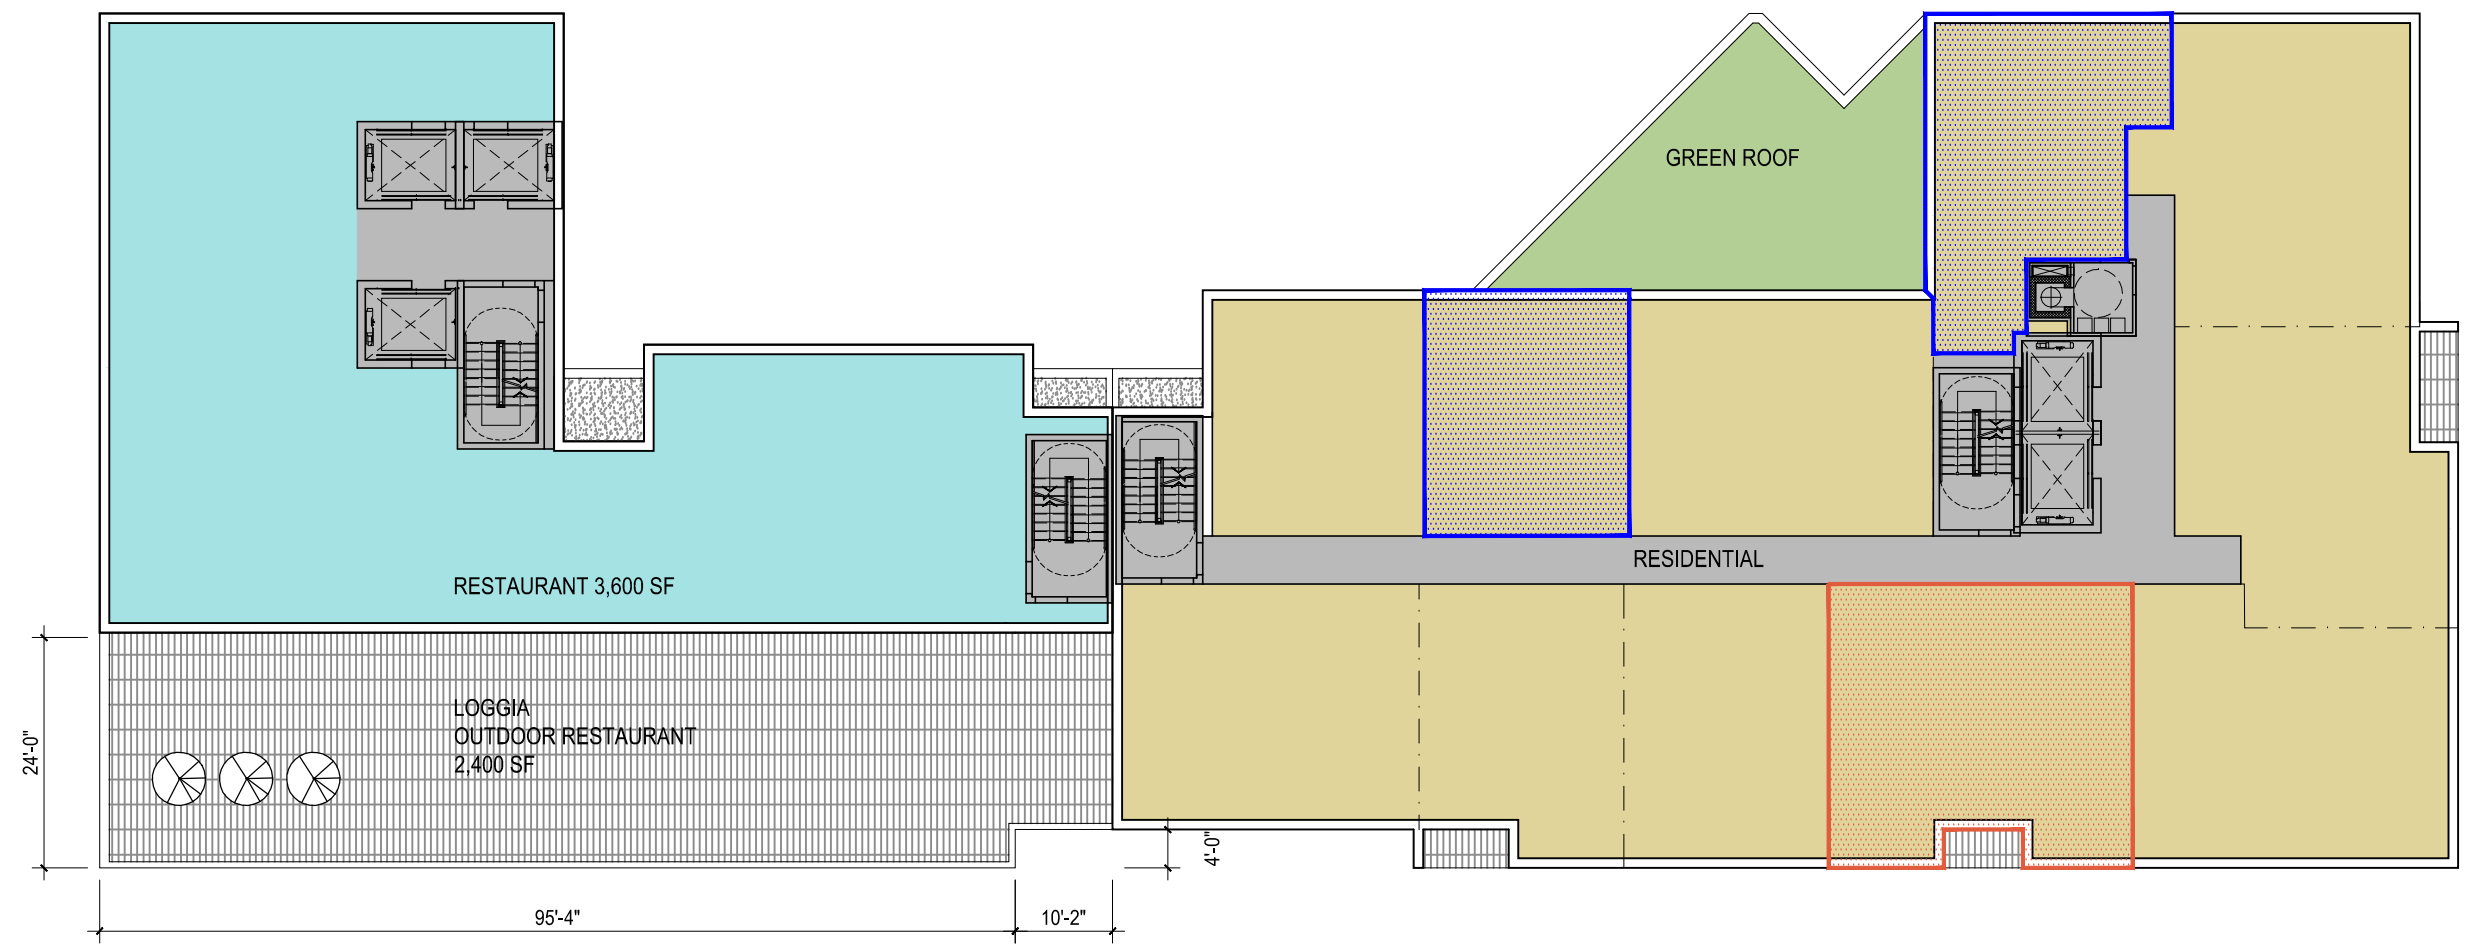 GREEN ROOF
RESIDENTIAL
RESTAURANT 3,600 SF
LOGGIA
OUTDOOR RESTAURANT
2,400 SF
24'-0"
4'-0"
95'-4"
10'-2"